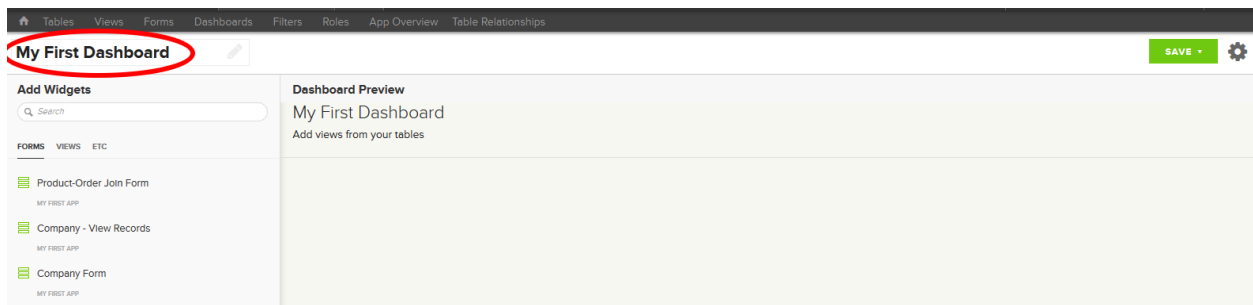 Tables Views Forms Dashboards Filters Roles App Overview Table Relationships
My First Dashboard
SAVE
Add Widgets
Search
FORMS VIEWS ETC
Product-Order Join Form
MY FIRST APP
Company - View Records
MY FIRST APP
Company Form
MY FIRST APP
Dashboard Preview
My First Dashboard
Add views from your tables